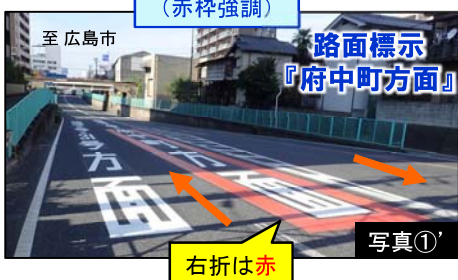 （赤枠強調）
至 広島市
路面標示
『府中町方面』
方
面
面
写真①’
右折は赤